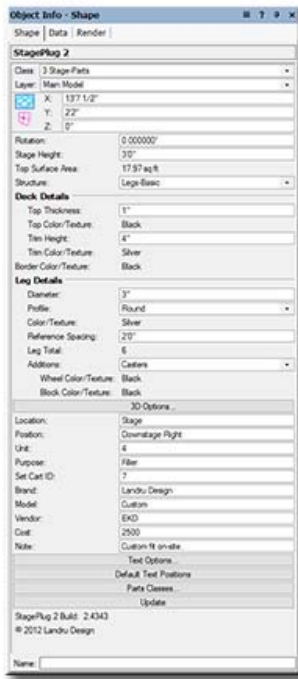 Object Info - Shape
Shape Data Render
StagePlug 2
Class: 3 Stage-Parts
Layer: Main Model
X: 13'7 1/2"
Y: 2'2"
Z: 0"
Rotation: 0.000000°
Stage Height: 3'0"
Top Surface Area: 17.97 sq ft
Structure: Legs-Basic
Deck Details
Top Thickness: 1"
Top Color/Texture: Black
Trim Height: 4"
Trim Color/Texture: Silver
Border Color/Texture: Black
Leg Details
Diameter: 3"
Profile: Round
Color/Texture: Silver
Reference Spacing: 2'0"
Leg Total: 6
Additions: Casters
Wheel Color/Texture: Black
Block Color/Texture: Black
3D Options...
Location: Stage
Position: Downstage Right
Unit: 4
Purpose: Filler
Set Cart ID: 7
Brand: Landru Design
Model: Custom
Vendor: EKD
Cost: 2500
Note: Custom fit on-site
Text Options...
Default Text Positions
Parts Classes...
Update
StagePlug 2 Build: 2.4343
© 2012 Landru Design
Name: